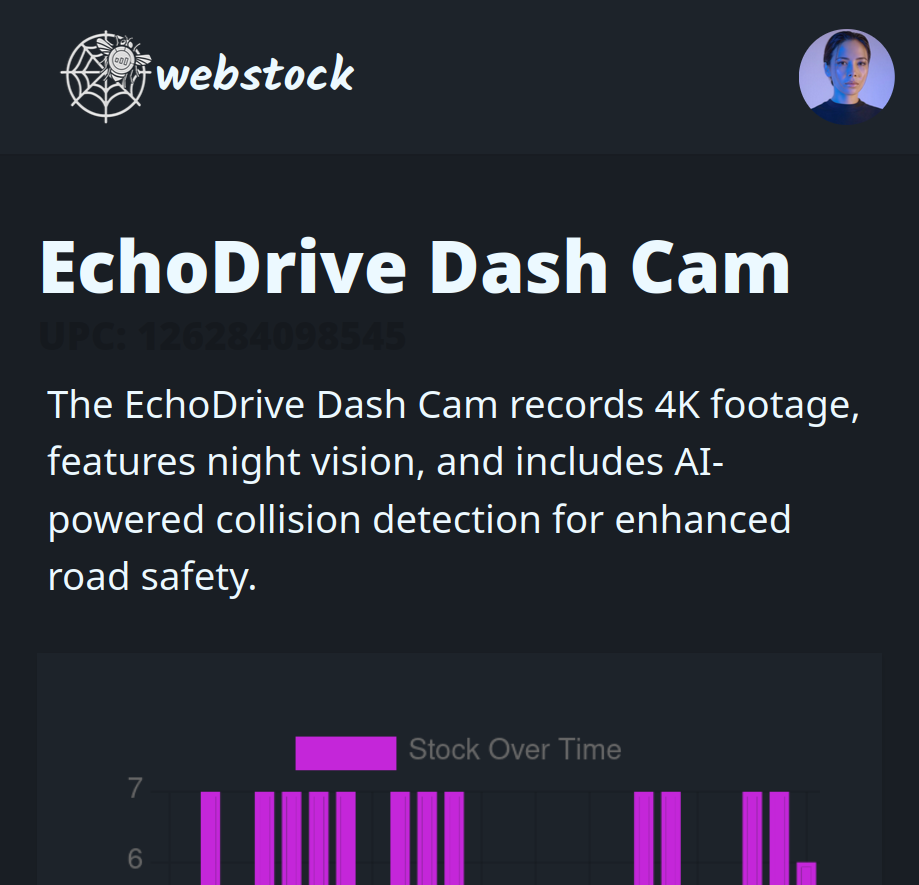 webstock
EchoDrive Dash Cam
UPC: 126284098545
The EchoDrive Dash Cam records 4K footage,
features night vision, and includes AI-
powered collision detection for enhanced
road safety.
Stock Over Time
7
6